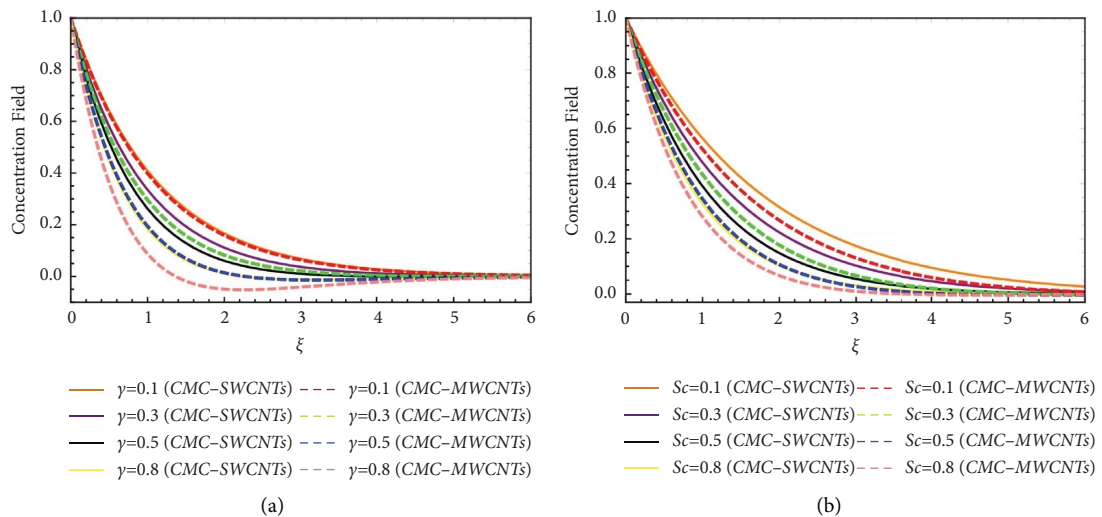 1.0
0.8
0.6
0.4
0.2
0.0
Concentration Field
0 1 2 3 4 5 6
ξ
γ=0.1 (CMC–SWCNTs) γ=0.1 (CMC–MWCNTs)
γ=0.3 (CMC–SWCNTs) γ=0.3 (CMC–MWCNTs)
γ=0.5 (CMC–SWCNTs) γ=0.5 (CMC–MWCNTs)
γ=0.8 (CMC–SWCNTs) γ=0.8 (CMC–MWCNTs)
(a)
1.0
0.8
0.6
0.4
0.2
0.0
Concentration Field
0 1 2 3 4 5 6
ξ
Sc=0.1 (CMC–SWCNTs) Sc=0.1 (CMC–MWCNTs)
Sc=0.3 (CMC–SWCNTs) Sc=0.3 (CMC–MWCNTs)
Sc=0.5 (CMC–SWCNTs) Sc=0.5 (CMC–MWCNTs)
Sc=0.8 (CMC–SWCNTs) Sc=0.8 (CMC–MWCNTs)
(b)